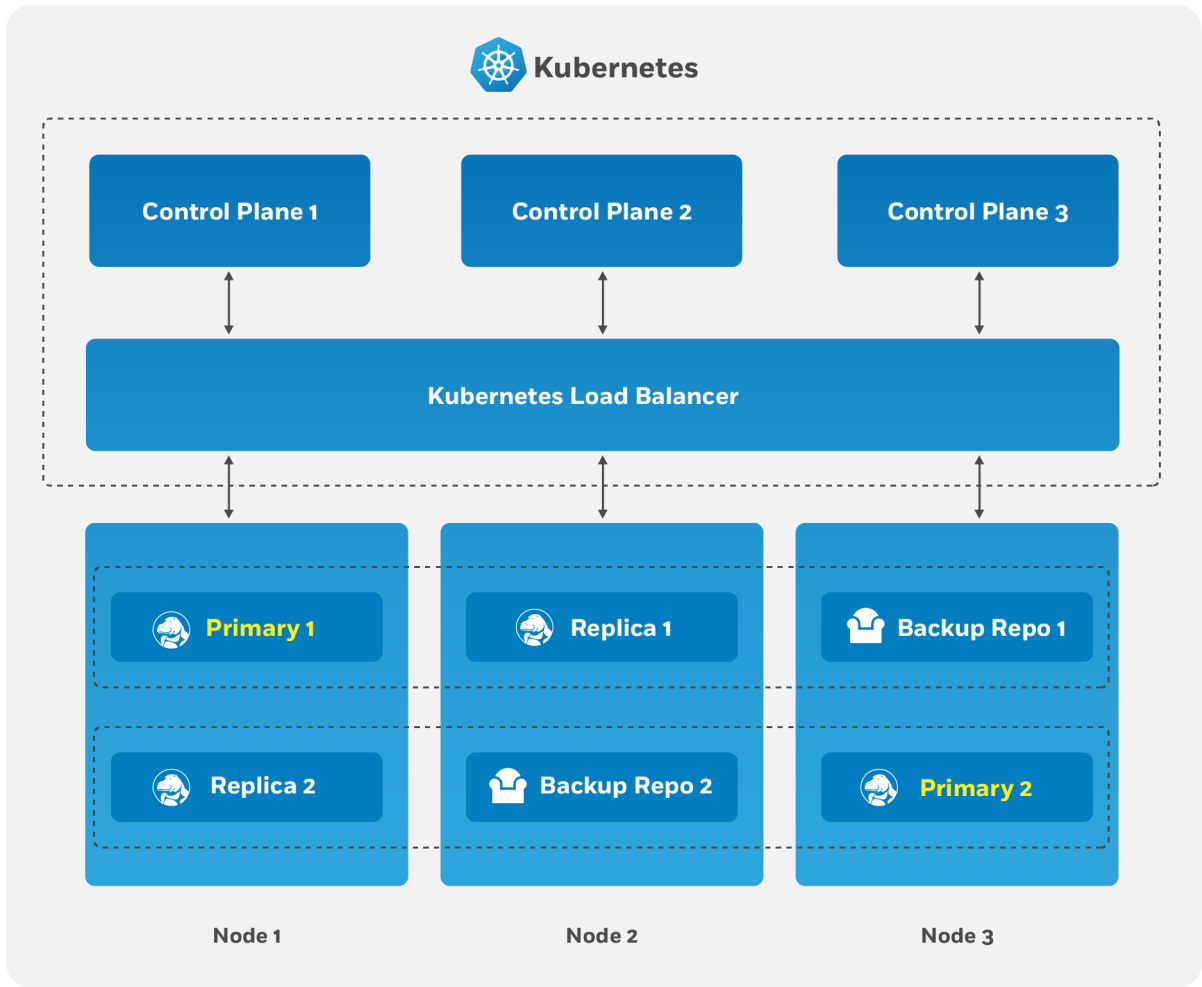 Kubernetes
Control Plane 1
Control Plane 2
Control Plane 3
Kubernetes Load Balancer
Primary 1
Replica 1
Backup Repo 1
Replica 2
Backup Repo 2
Primary 2
Node 1
Node 2
Node 3